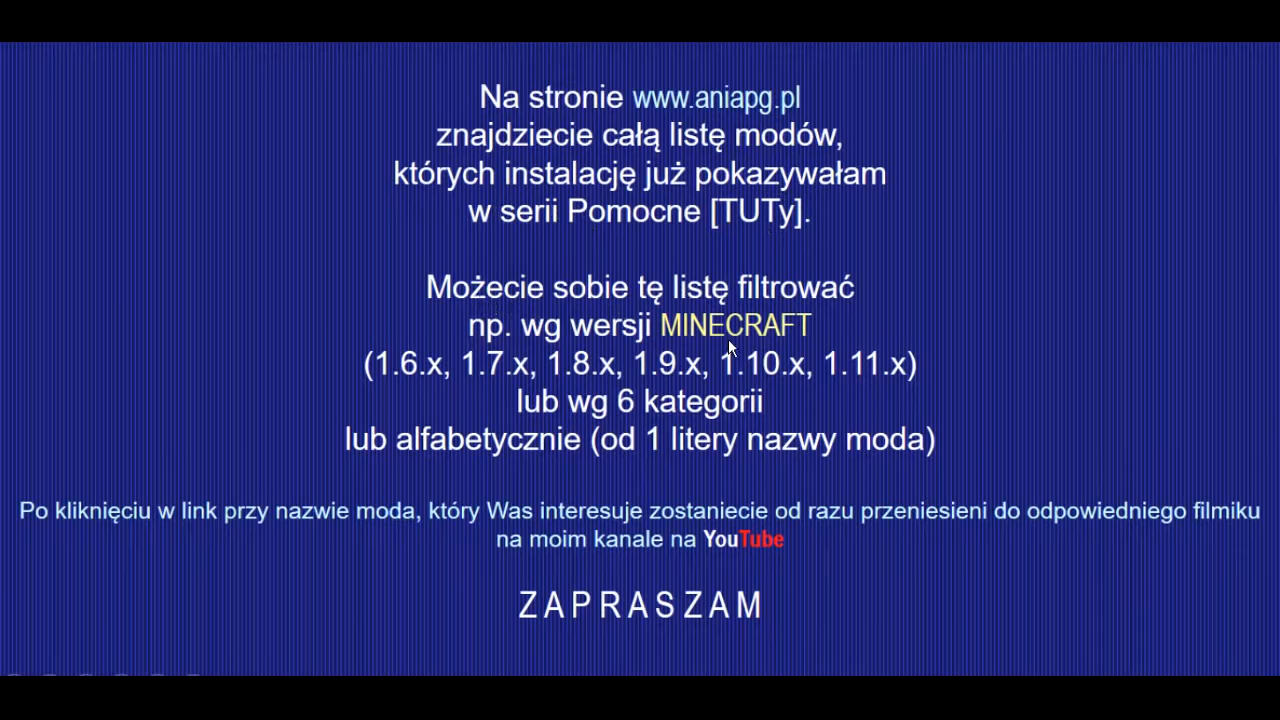 Na stronie www.aniapg.pl
znajdziecie całą listę modów,
których instalację już pokazywałam
w serii Pomocne [TUTy].
Możecie sobie tę listę filtrować
np. wg wersji MINECRAFT
(1.6.x, 1.7.x, 1.8.x, 1.9.x, 1.10.x, 1.11.x)
lub wg 6 kategorii
lub alfabetycznie (od 1 litery nazwy moda)
Po kliknięciu w link przy nazwie moda, który Was interesuje zostaniecie od razu przeniesieni do odpowiedniego filmiku
na moim kanale na YouTube
Z A P R A S Z A M